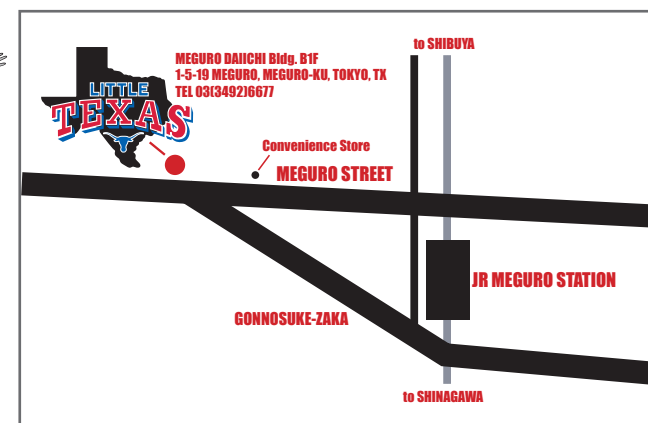 to SHIBUYA
MEGURO DAIICHI Bldg. B1F
1-5-19 MEGURO, MEGURO-KU, TOKYO, TX
TEL 03(3492)6677
LITTLE
TEXAS
Convenience Store
MEGURO STREET
JR MEGURO STATION
GONNOSUKE-ZAKA
to SHINAGAWA